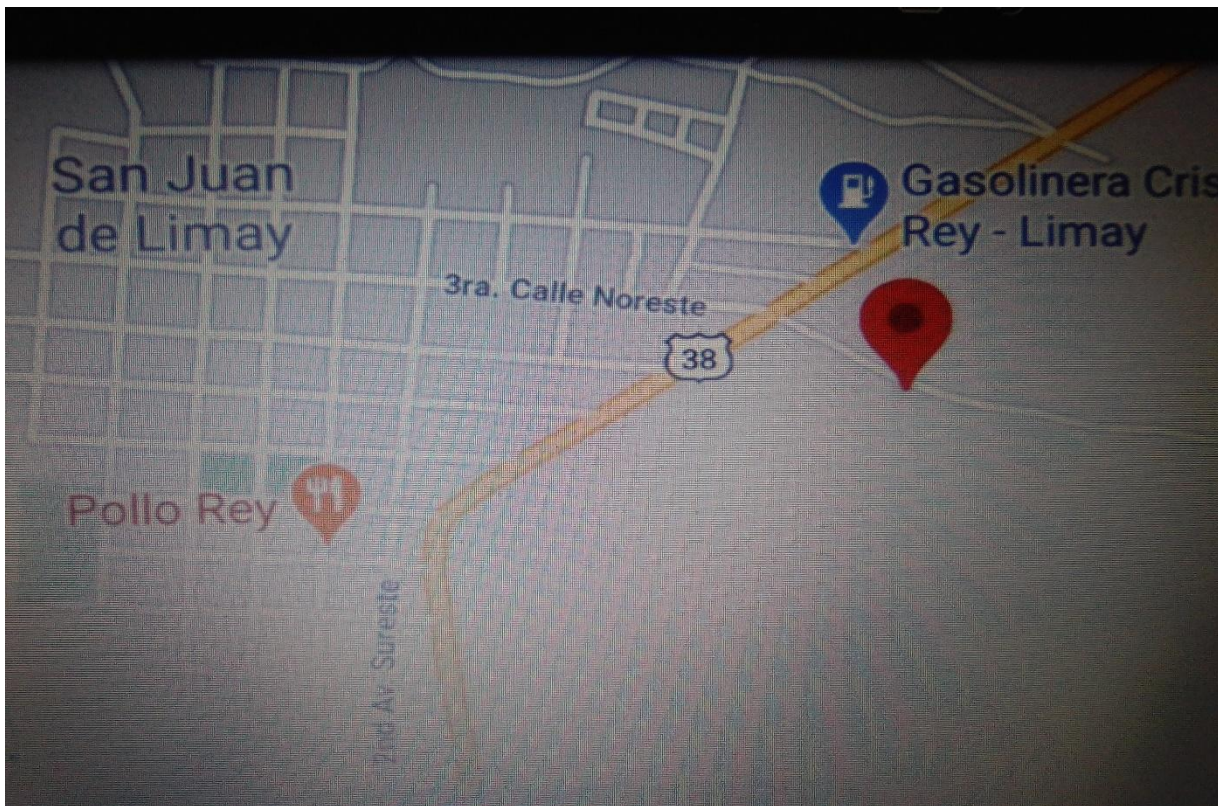 San Juan
de Limay
Gasolinera Cris
Rey - Limay
3ra. Calle Noreste
38
Pollo Rey
2nd Av. Sureste